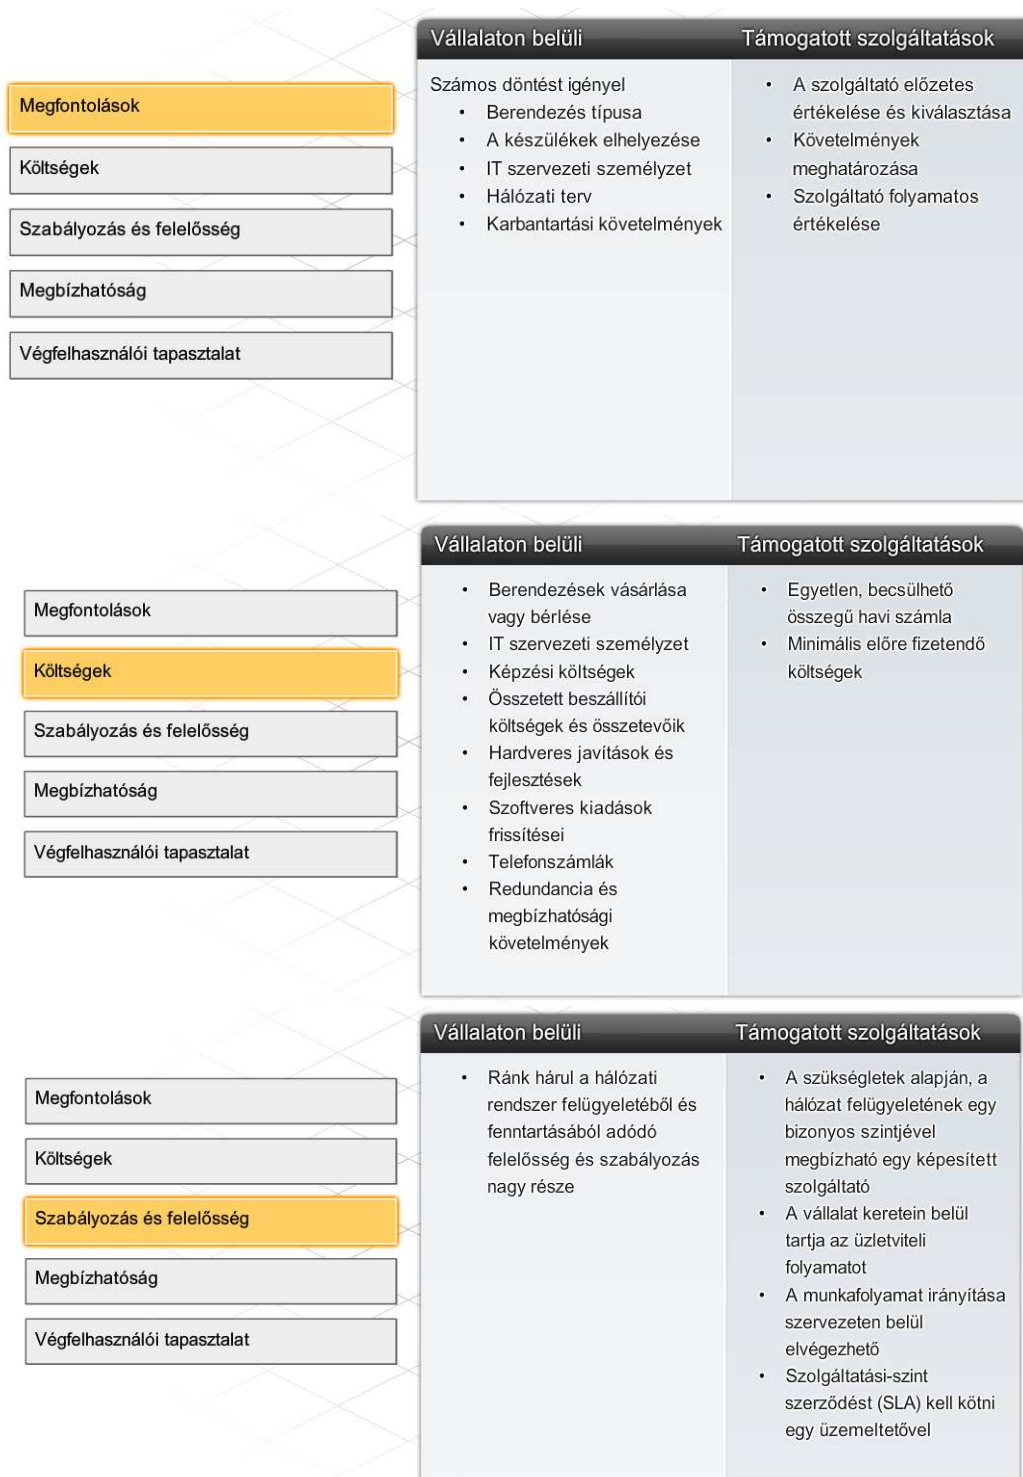 Megfontolások
Költségek
Szabályozás és felelősség
Megbízhatóság
Végfelhasználói tapasztalat
Vállalaton belüli
Számos döntést igényel
• Berendezés típusa
• A készülékek elhelyezése
• IT szervezeti személyzet
• Hálózati terv
• Karbantartási követelmények
Támogatott szolgáltatások
• A szolgáltató előzetes
értékelése és kiválasztása
• Követelmények
meghatározása
• Szolgáltató folyamatos
értékelése
Megfontolások
Költségek
Szabályozás és felelősség
Megbízhatóság
Végfelhasználói tapasztalat
Vállalaton belüli
• Berendezések vásárlása
vagy bérlése
• IT szervezeti személyzet
• Képzési költségek
• Összetett beszállítói
költségek és összetevőik
• Hardveres javítások és
fejlesztések
• Szoftveres kiadások
frissítései
• Telefonszámlák
• Redundancia és
megbízhatósági
követelmények
Támogatott szolgáltatások
• Egyetlen, becsülhető
összegű havi számla
• Minimális előre fizetendő
költségek
Megfontolások
Költségek
Szabályozás és felelősség
Megbízhatóság
Végfelhasználói tapasztalat
Vállalaton belüli
• Ránk hárul a hálózati
rendszer felügyeletéből és
fenntartásából adódó
felelősség és szabályozás
nagy része
Támogatott szolgáltatások
• A szükségletek alapján, a
hálózat felügyeletének egy
bizonyos szintjével
megbízható egy képesített
szolgáltató
• A vállalat keretein belül
tartja az üzletviteli
folyamatot
• A munkafolyamat irányítása
szervezeten belül
elvégezhető
• Szolgáltatási-szint
szerződést (SLA) kell kötni
egy üzemeltetővel